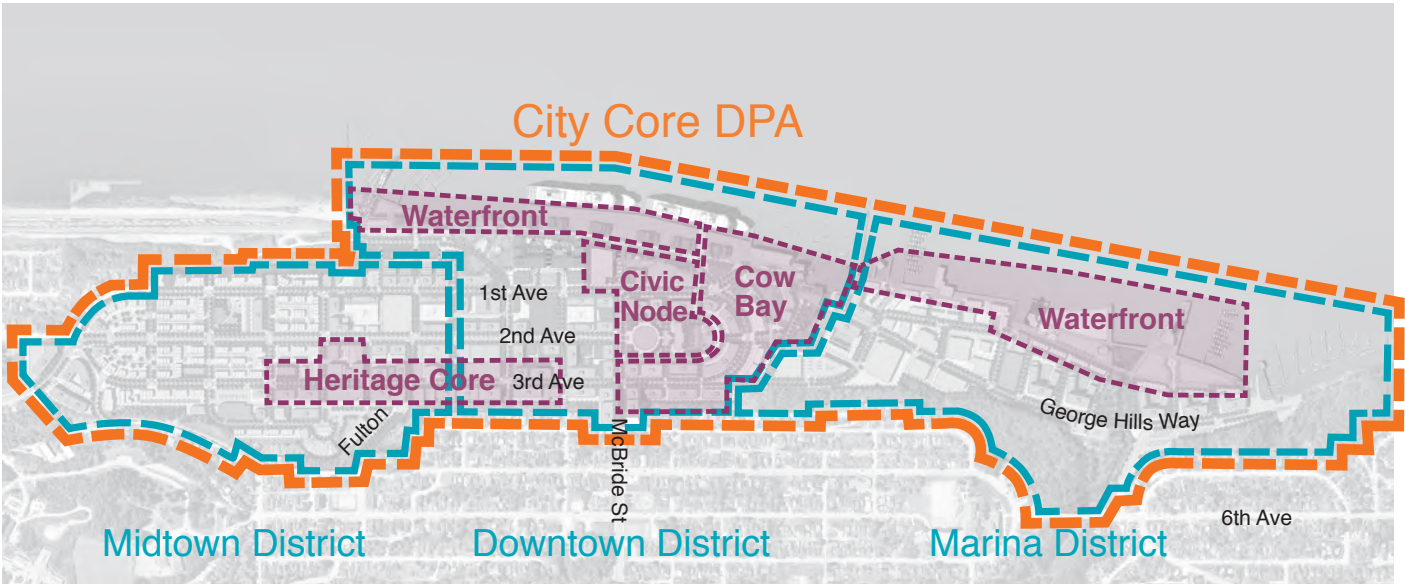 City Core DPA
Waterfront
Civic
Node
Cow
Bay
1st Ave
2nd Ave
Waterfront
Heritage Core
3rd Ave
Fulton
McBride St
George Hills Way
6th Ave
Midtown District
Downtown District
Marina District